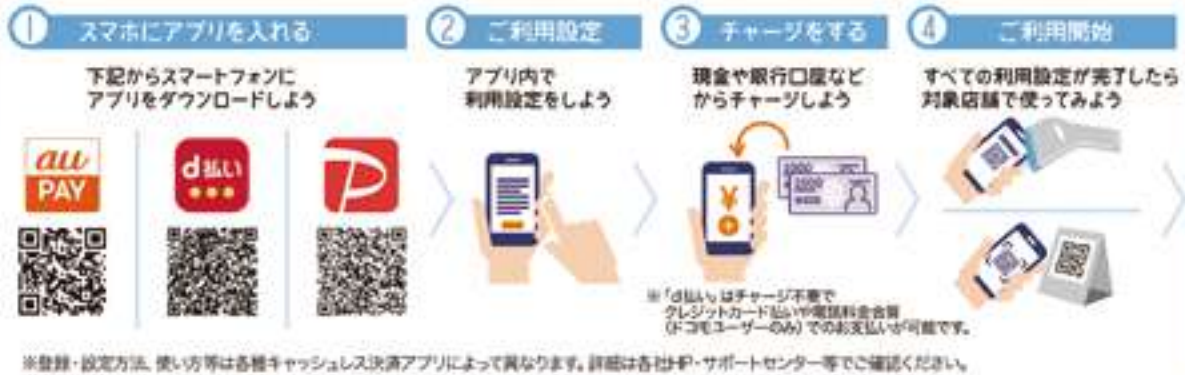 ① スマホにアプリを入れる
下記からスマートフォンに
アプリをダウンロードしよう
au
PAY
d払い
P
② ご利用設定
アプリ内で
利用設定をしよう
③ チャージをする
現金や銀行口座など
からチャージしよう
¥
1000
1000
※「d払い」はチャージ不要で
クレジットカード払いや電話料金合算
(ドコモユーザーのみ)でのお支払いが可能です。
④ ご利用開始
すべての利用設定が完了したら
対象店舗で使ってみよう
※登録・設定方法、使い方等は各種キャッシュレス決済アプリによって異なります。詳細は各社HP・サポートセンター等でご確認ください。